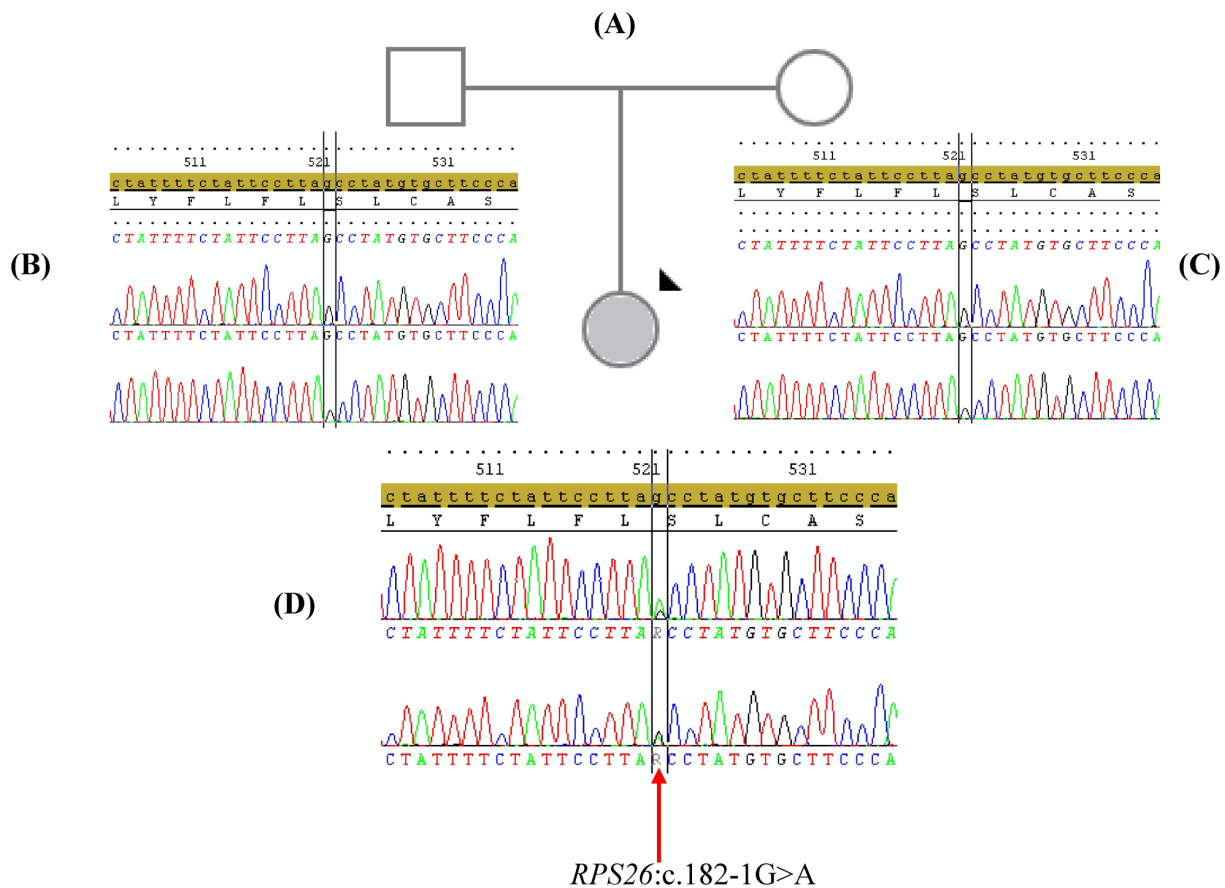 (A)
511 521 531
ctattttctattccttagcctatgtgcttccca
L Y F L F L S L C A S
CTATTTTCTATTCCTTAGCCTATGTGCTTCCCA
(B)
CTATTTTCTATTCCTTAGCCTATGTGCTTCCCA
511 521 531
ctattttctattccttagcctatgtgcttccca
L Y F L F L S L C A S
CTATTTTCTATTCCTTAGCCTATGTGCTTCCCA
(C)
CTATTTTCTATTCCTTAGCCTATGTGCTTCCCA
511 521 531
ctattttctattccttagcctatgtgcttccca
L Y F L F L S L C A S
(D)
CTATTTTCTATTCCTTARCCTATGTGCTTCCCA
CTATTTTCTATTCCTTARCCTATGTGCTTCCCA
RPS26:c.182-1G>A